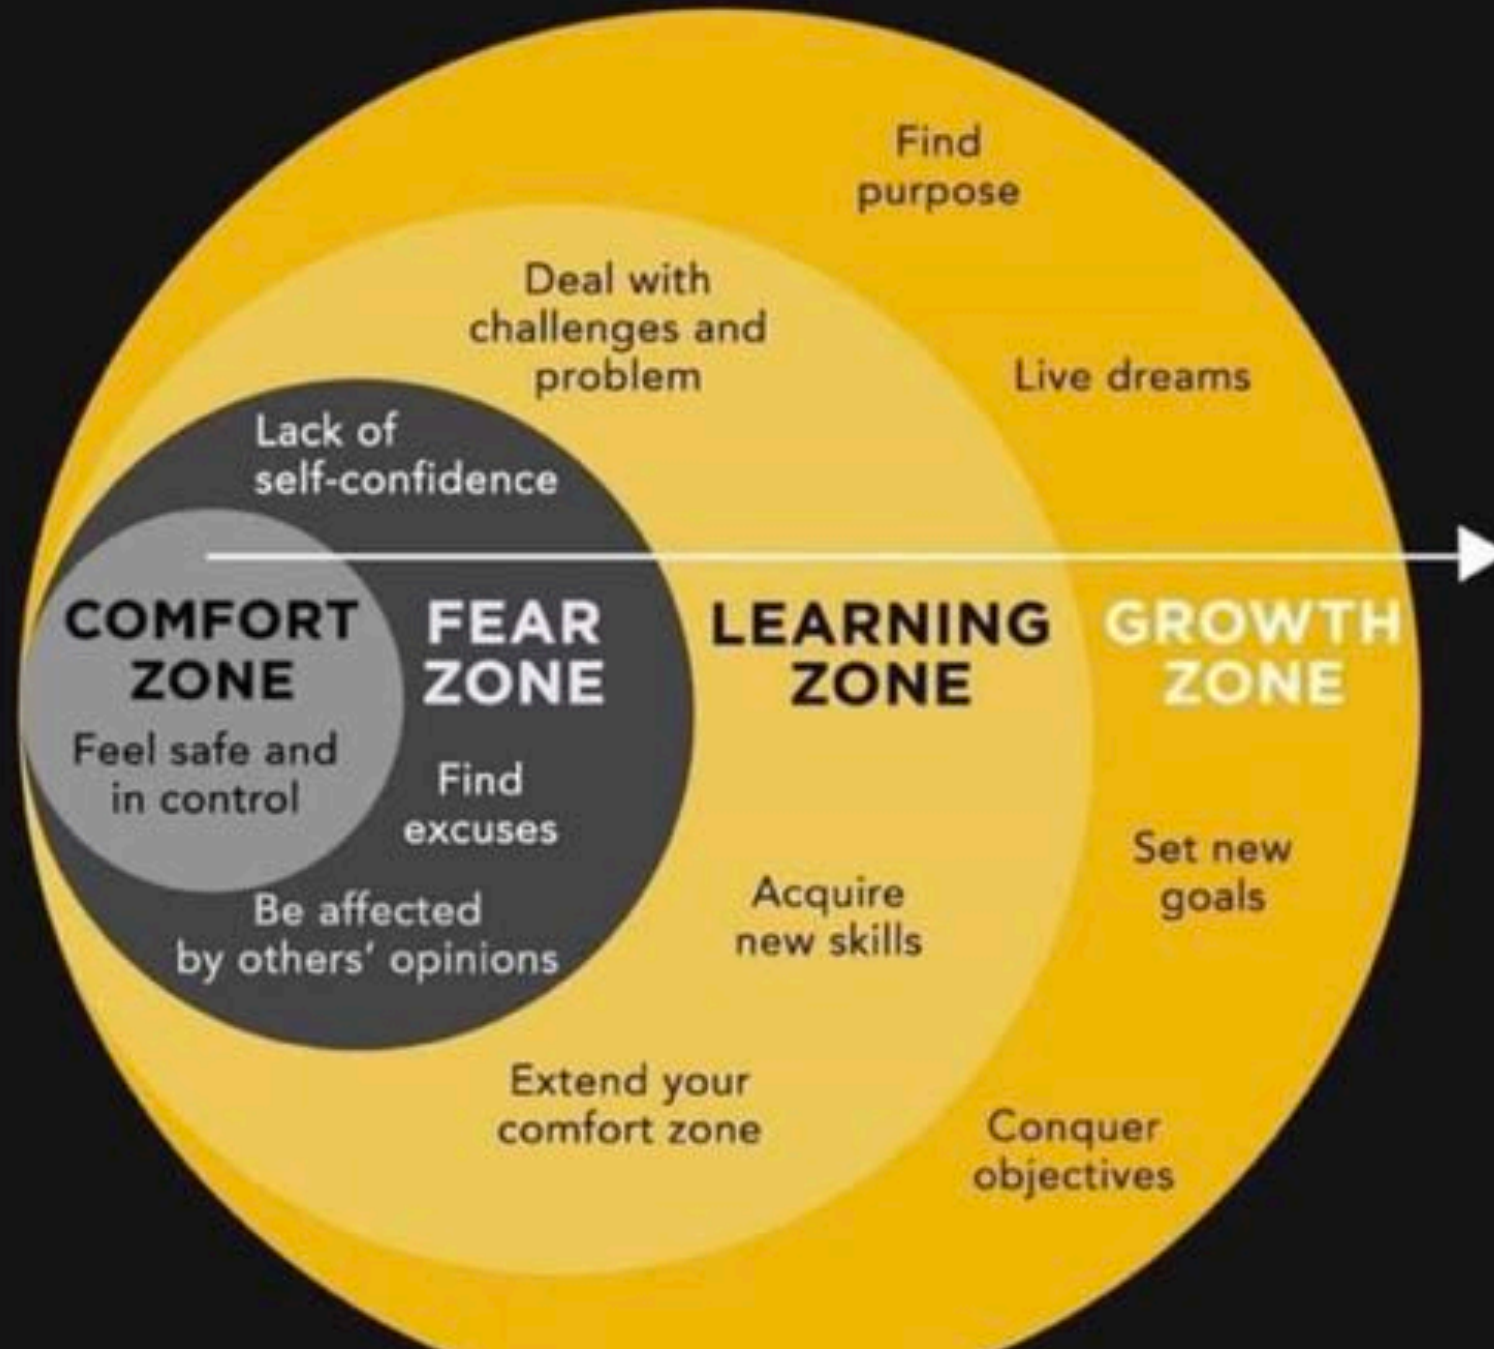 Find
purpose
Deal with
challenges and
problem
Live dreams
Lack of
self-confidence
COMFORT
ZONE
Feel safe and
in control
FEAR
ZONE
Find
excuses
Be affected
by others’ opinions
LEARNING
ZONE
Acquire
new skills
Extend your
comfort zone
GROWTH
ZONE
Set new
goals
Conquer
objectives